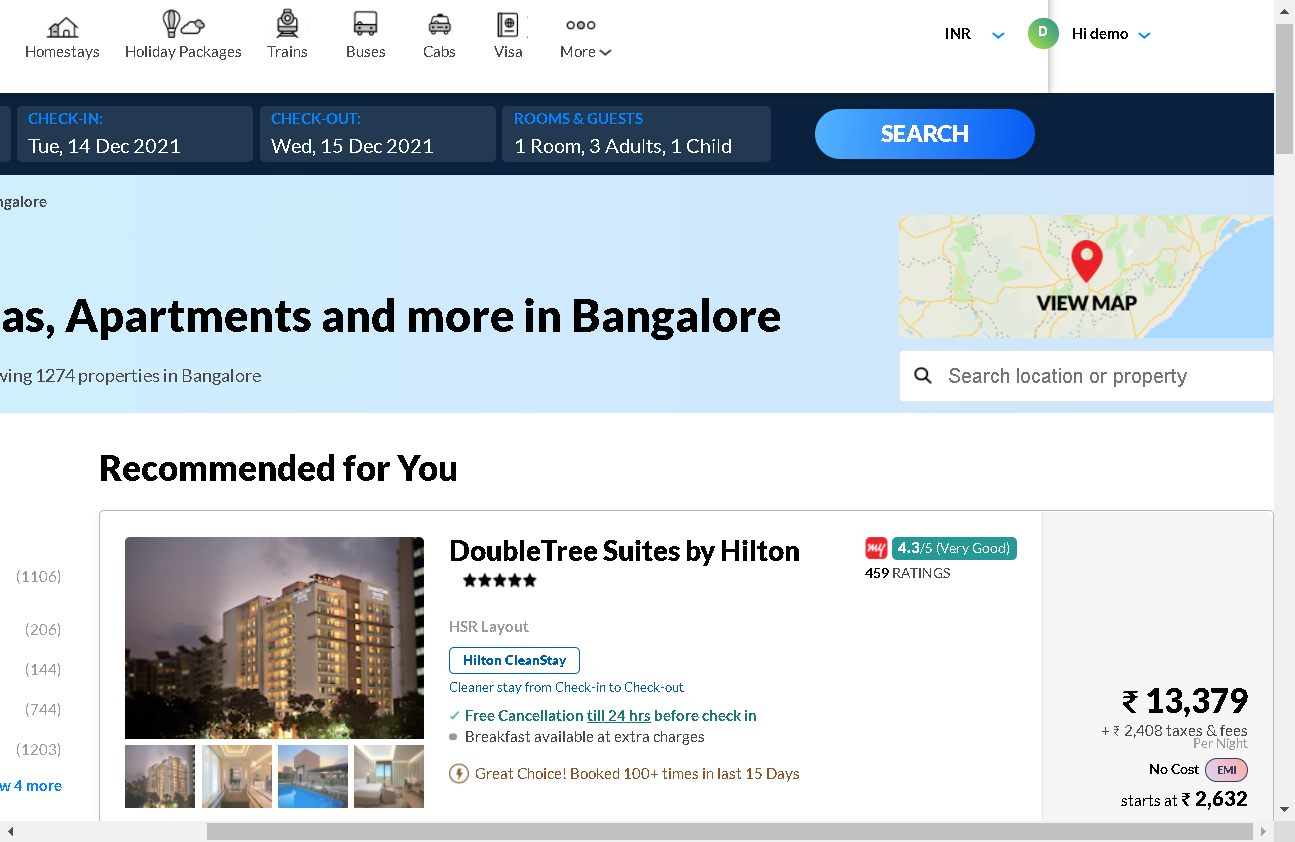 Homestays
Holiday Packages
Trains
Buses
Cabs
Visa
More
INR
D
Hi demo
CHECK-IN:
Tue, 14 Dec 2021
CHECK-OUT:
Wed, 15 Dec 2021
ROOMS & GUESTS
1 Room, 3 Adults, 1 Child
SEARCH
ngalore
VIEW MAP
as, Apartments and more in Bangalore
wing 1274 properties in Bangalore
Search location or property
Recommended for You
(1106)
(206)
(144)
(744)
(1203)
w 4 more
DoubleTree Suites by Hilton
my 4.3/5 (Very Good)
459 RATINGS
HSR Layout
Hilton CleanStay
Cleaner stay from Check-in to Check-out
Free Cancellation till 24 hrs before check in
Breakfast available at extra charges
Great Choice! Booked 100+ times in last 15 Days
₹ 13,379
+ ₹ 2,408 taxes & fees
Per Night
No Cost EMI
starts at ₹ 2,632